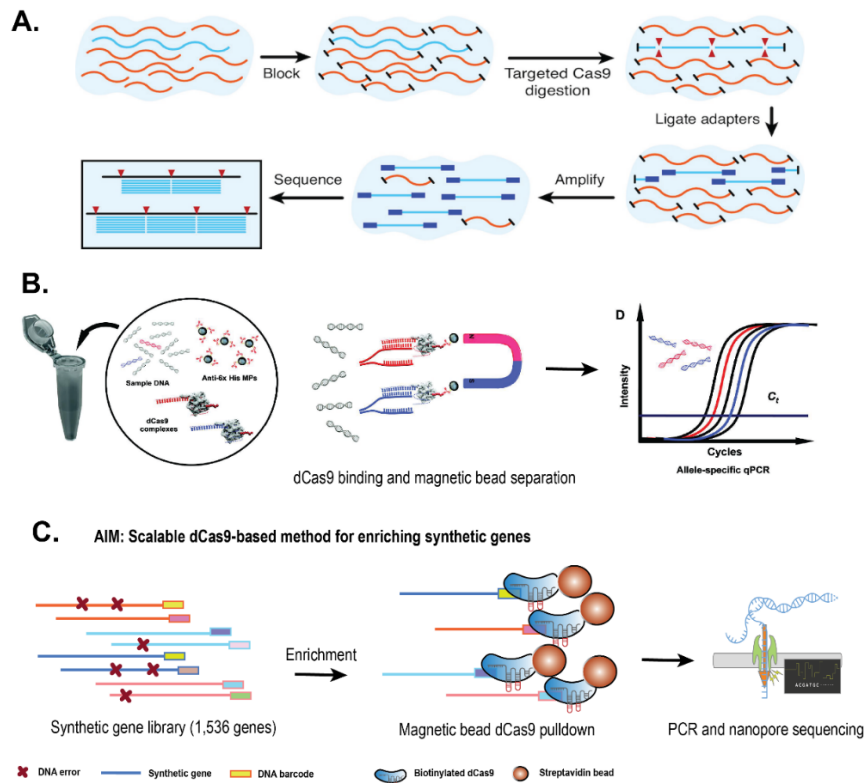 A.
Block
Targeted Cas9
digestion
Ligate adapters
Amplify
Sequence
B.
Sample DNA
Anti-6x His MPs
dCas9
complexes
dCas9 binding and magnetic bead separation
D
Intensity
Ct
Cycles
Allele-specific qPCR
C.
AIM: Scalable dCas9-based method for enriching synthetic genes
Enrichment
Synthetic gene library (1,536 genes)
Magnetic bead dCas9 pulldown
ACGATGC
PCR and nanopore sequencing
DNA error
Synthetic gene
DNA barcode
Biotinylated dCas9
Streptavidin bead